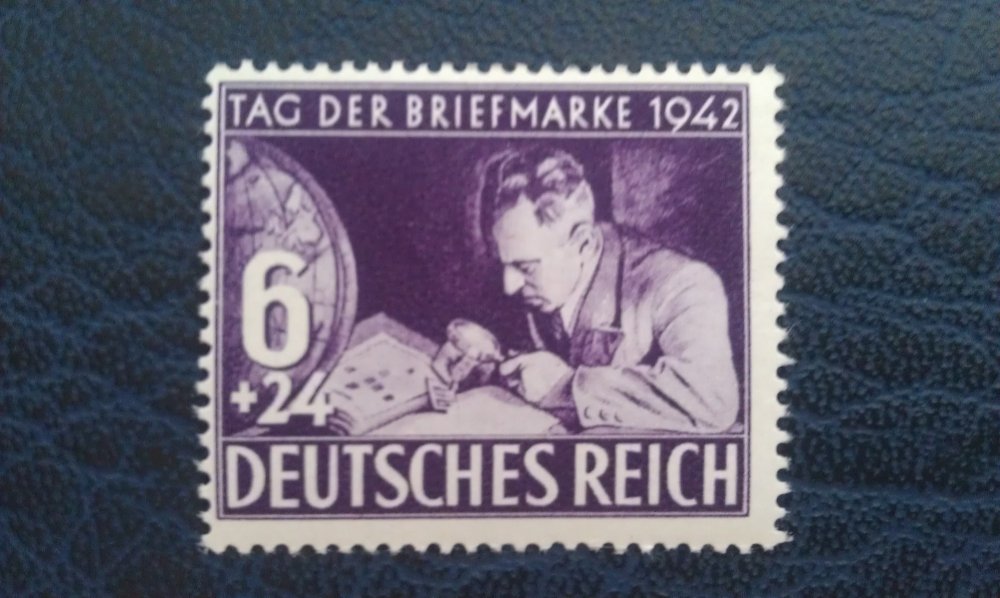 TAG DER BRIEFMARKE 1942
6
+24
DEUTSCHES REICH